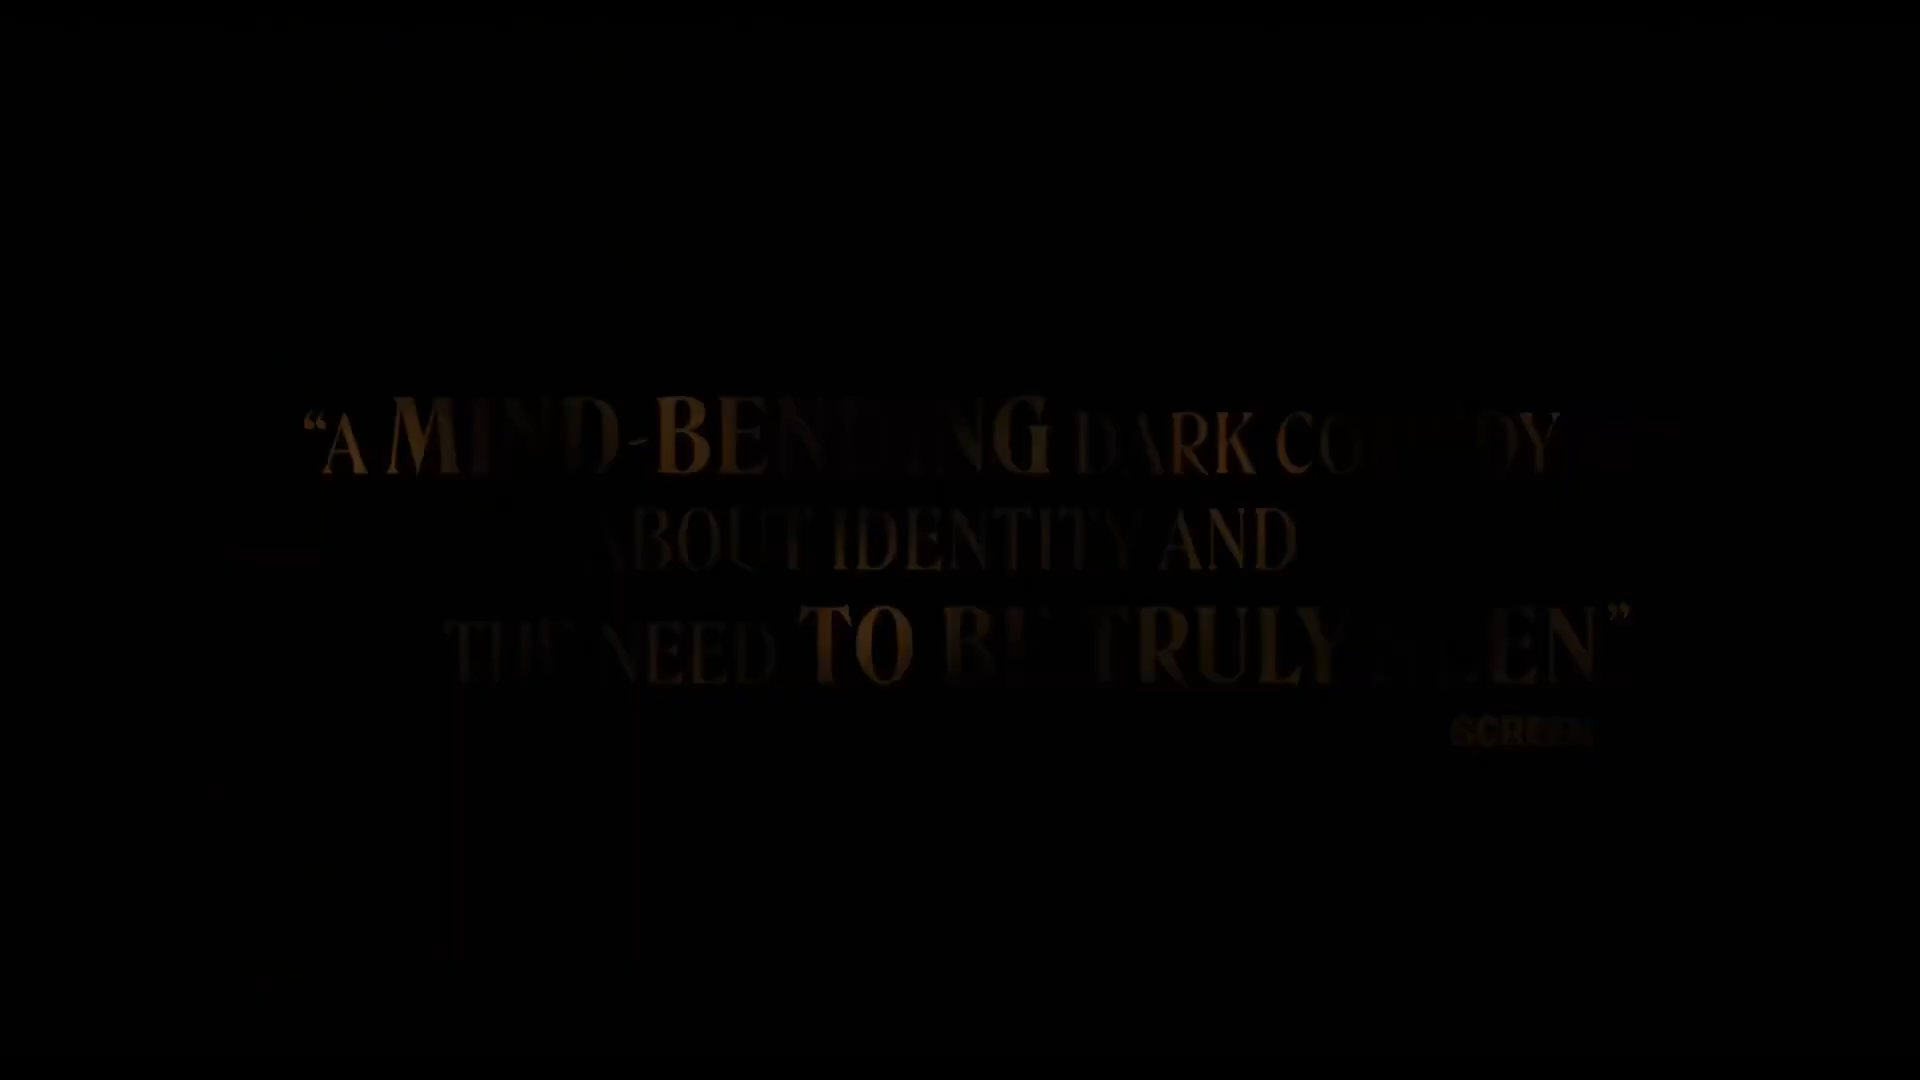 “A MIND-BENDING DARK COMEDY
ABOUT IDENTITY AND
THE NEED TO BE TRULY SEEN”
SCREEN